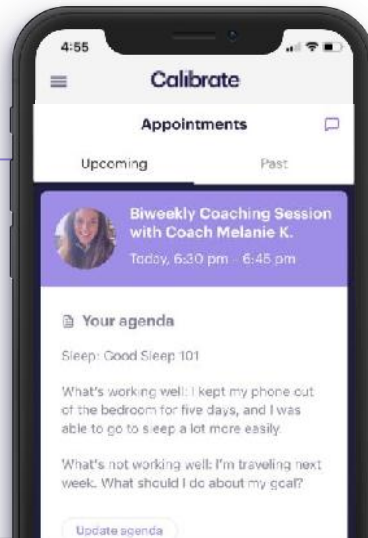 4:55
Calibrate
Appointments
Upcoming Past
Biweekly Coaching Session
with Coach Melanie K.
Today, 6:30 pm - 6:45 pm
Your agenda
Sleep: Good Sleep 101
What's working well: I kept my phone out
of the bedroom for five days, and I was
able to go to sleep a lot more easily.
What's not working well: I'm traveling next
week. What should I do about my goal?
Update agenda